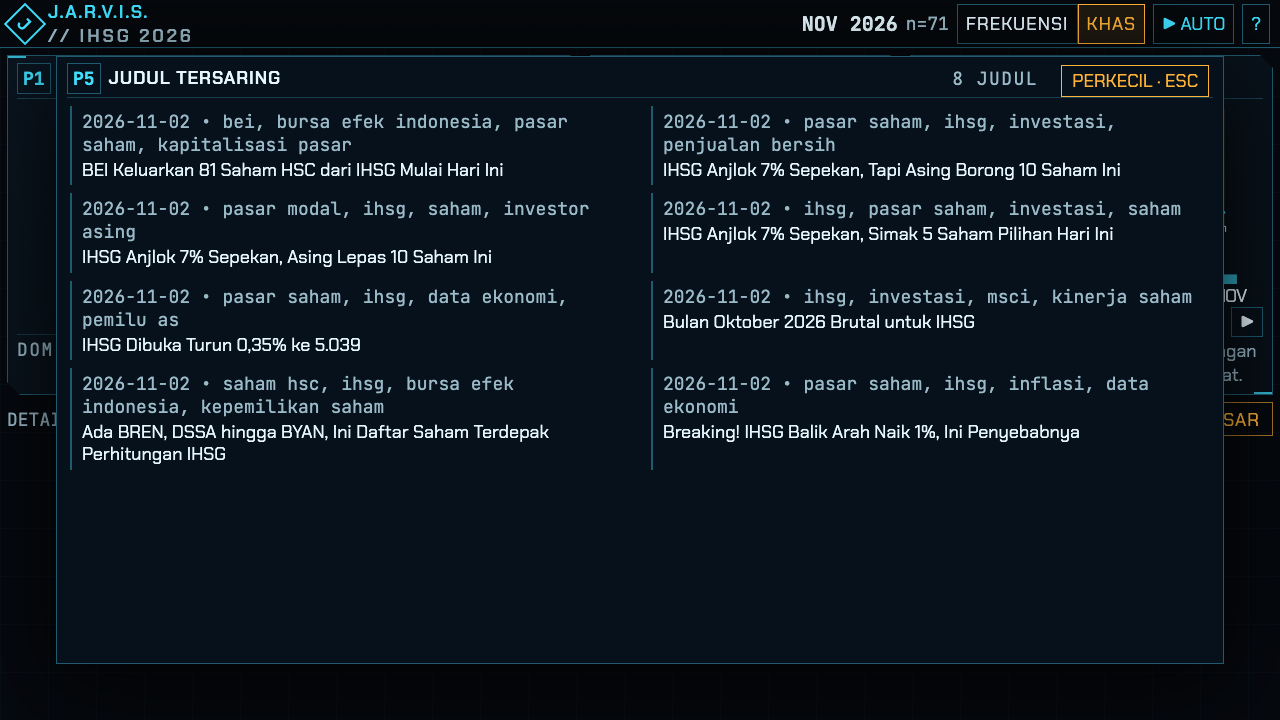 J.A.R.V.I.S.
// IHSG 2026
NOV 2026 n=71
FREKUENSI
KHAS
▶ AUTO
?
P1
P5 JUDUL TERSARING
8 JUDUL
PERKECIL · ESC
2026-11-02 • bei, bursa efek indonesia, pasar
saham, kapitalisasi pasar
BEI Keluarkan 81 Saham HSC dari IHSG Mulai Hari Ini
2026-11-02 • pasar saham, ihsg, investasi,
penjualan bersih
IHSG Anjlok 7% Sepekan, Tapi Asing Borong 10 Saham Ini
2026-11-02 • pasar modal, ihsg, saham, investor
asing
IHSG Anjlok 7% Sepekan, Asing Lepas 10 Saham Ini
2026-11-02 • ihsg, pasar saham, investasi, saham
IHSG Anjlok 7% Sepekan, Simak 5 Saham Pilihan Hari Ini
2026-11-02 • pasar saham, ihsg, data ekonomi,
pemilu as
IHSG Dibuka Turun 0,35% ke 5.039
2026-11-02 • ihsg, investasi, msci, kinerja saham
Bulan Oktober 2026 Brutal untuk IHSG
2026-11-02 • saham hsc, ihsg, bursa efek
indonesia, kepemilikan saham
Ada BREN, DSSA hingga BYAN, Ini Daftar Saham Terdepak
Perhitungan IHSG
2026-11-02 • pasar saham, ihsg, inflasi, data
ekonomi
Breaking! IHSG Balik Arah Naik 1%, Ini Penyebabnya
OV
▶
DOM
gan
at.
DETAI
SAR